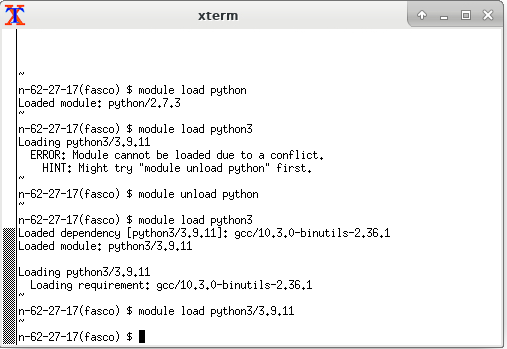 xterm
~
n-62-27-17(fasco) $ module load python
Loaded module: python/2.7.3
~
n-62-27-17(fasco) $ module load python3
Loading python3/3.9.11
  ERROR: Module cannot be loaded due to a conflict.
    HINT: Might try "module unload python" first.
~
n-62-27-17(fasco) $ module unload python
~
n-62-27-17(fasco) $ module load python3
Loaded dependency [python3/3.9.11]: gcc/10.3.0-binutils-2.36.1
Loaded module: python3/3.9.11

Loading python3/3.9.11
  Loading requirement: gcc/10.3.0-binutils-2.36.1
~
n-62-27-17(fasco) $ module load python3/3.9.11
~
n-62-27-17(fasco) $